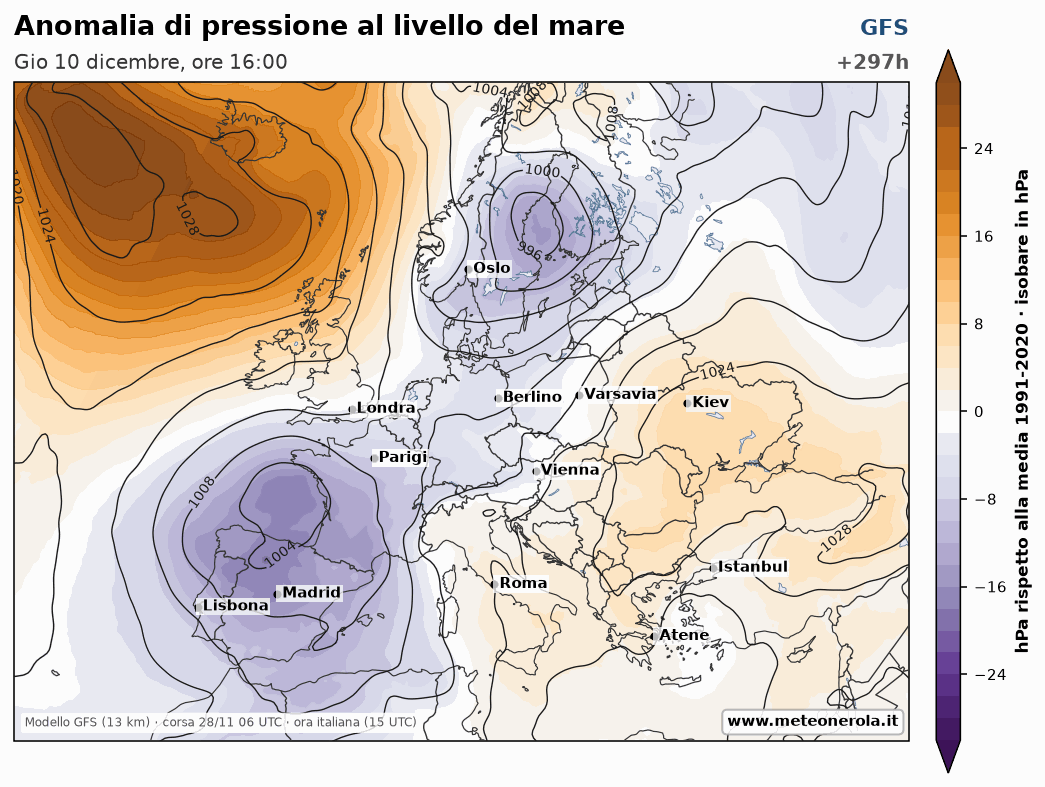 Anomalia di pressione al livello del mare
GFS
Gio 10 dicembre, ore 16:00
+297h
1004
1008
1008
1020
1024
1028
1000
996
Oslo
24
16
8
0
−8
−16
−24
hPa rispetto alla media 1991-2020 · isobare in hPa
1024
Londra
Berlino
Varsavia
Kiev
Parigi
Vienna
1008
1004
1028
Lisbona
Madrid
Roma
Istanbul
Atene
Modello GFS (13 km) · corsa 28/11 06 UTC · ora italiana (15 UTC)
www.meteonerola.it